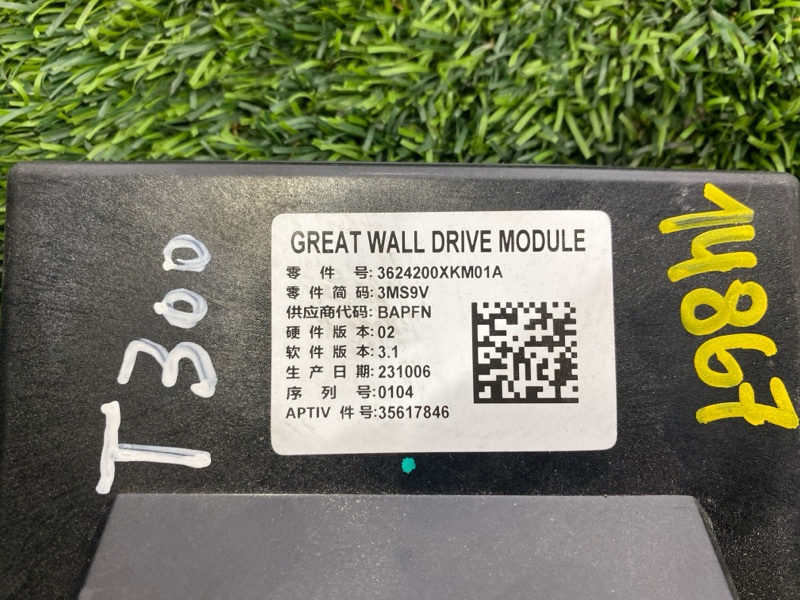 GREAT WALL DRIVE MODULE
零 件 号: 3624200XKM01A
零件简码: 3MS9V
供应商代码: BAPFN
硬件版本: 02
软件版本: 3.1
生产日期: 231006
序 列 号: 0104
APTIV 件号: 35617846
T300
14867